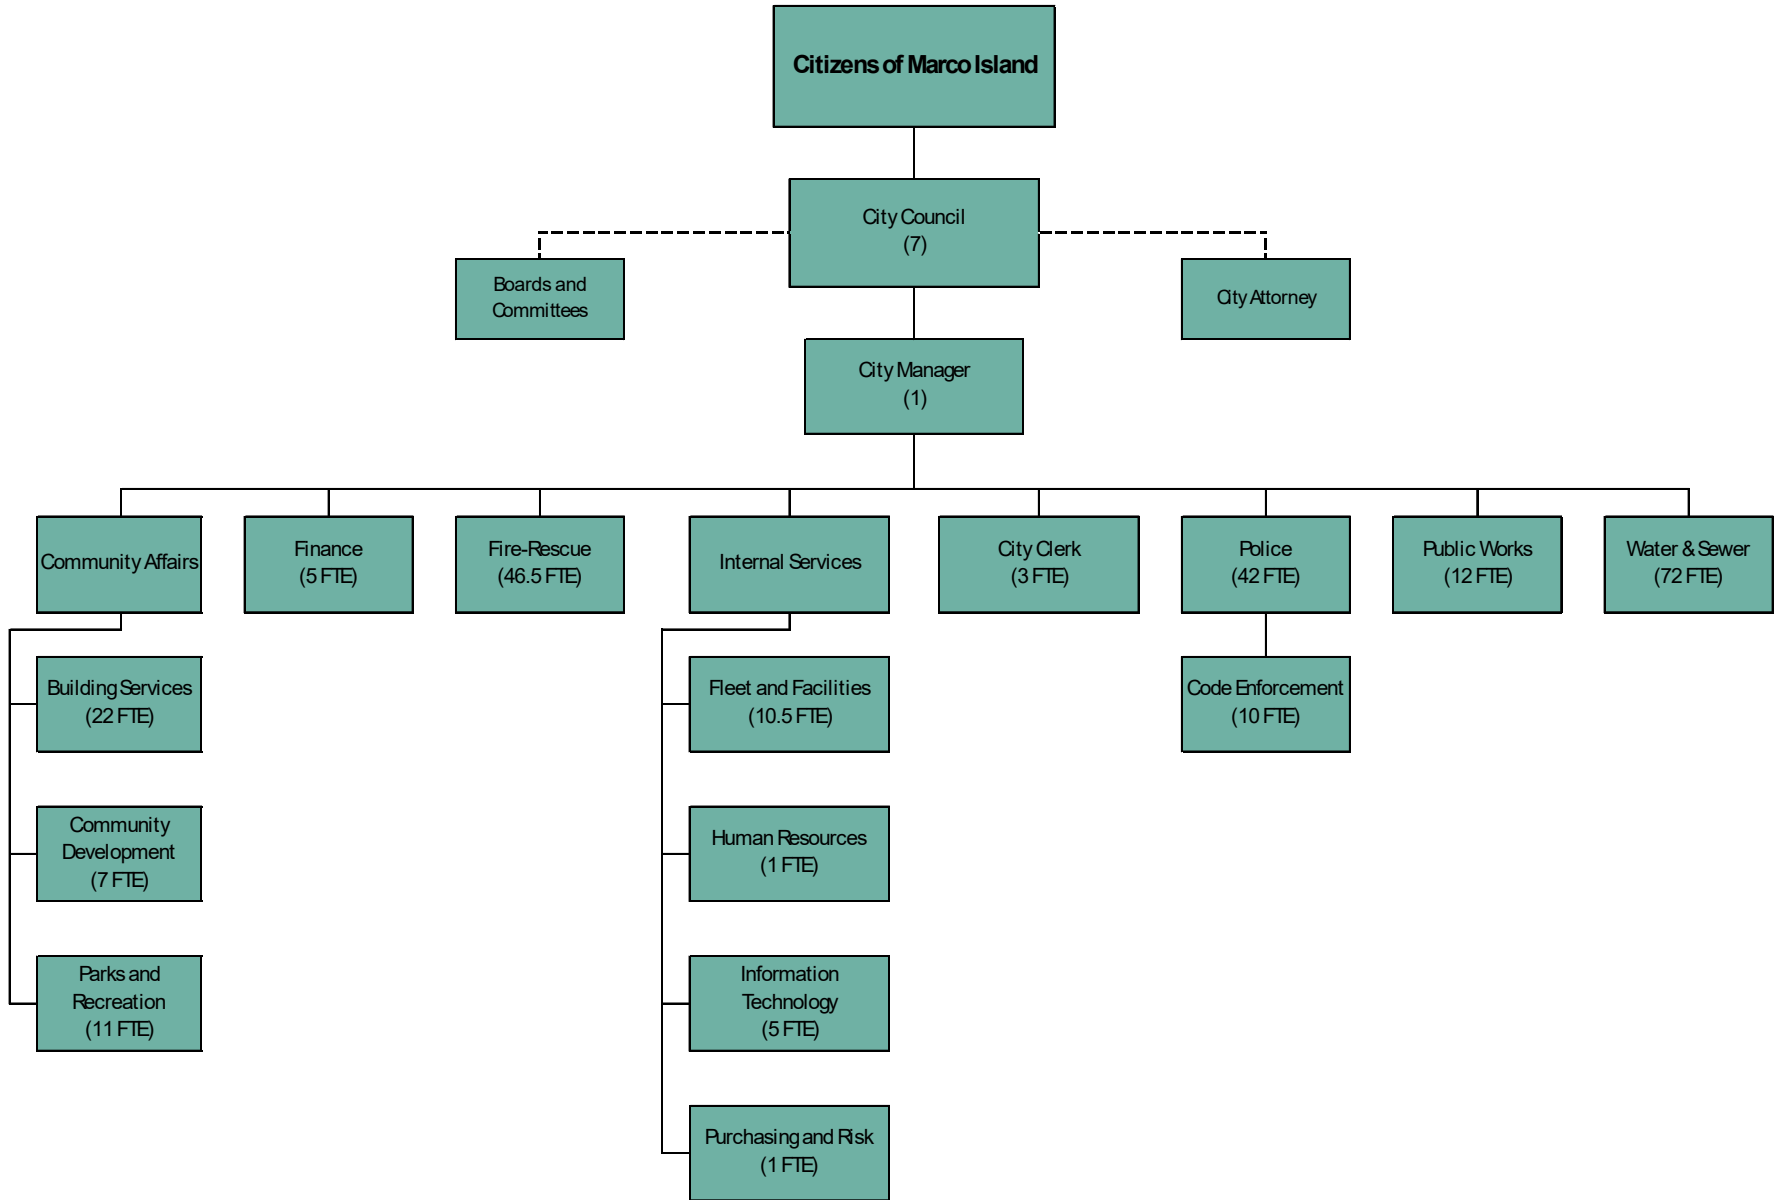 Citizens of Marco Island
City Council
(7)
Boards and
Committees
City Attorney
City Manager
(1)
Community Affairs
Finance
(5 FTE)
Fire-Rescue
(46.5 FTE)
Internal Services
City Clerk
(3 FTE)
Police
(42 FTE)
Public Works
(12 FTE)
Water & Sewer
(72 FTE)
Building Services
(22 FTE)
Fleet and Facilities
(10.5 FTE)
Code Enforcement
(10 FTE)
Community
Development
(7 FTE)
Human Resources
(1 FTE)
Parks and
Recreation
(11 FTE)
Information
Technology
(5 FTE)
Purchasing and Risk
(1 FTE)